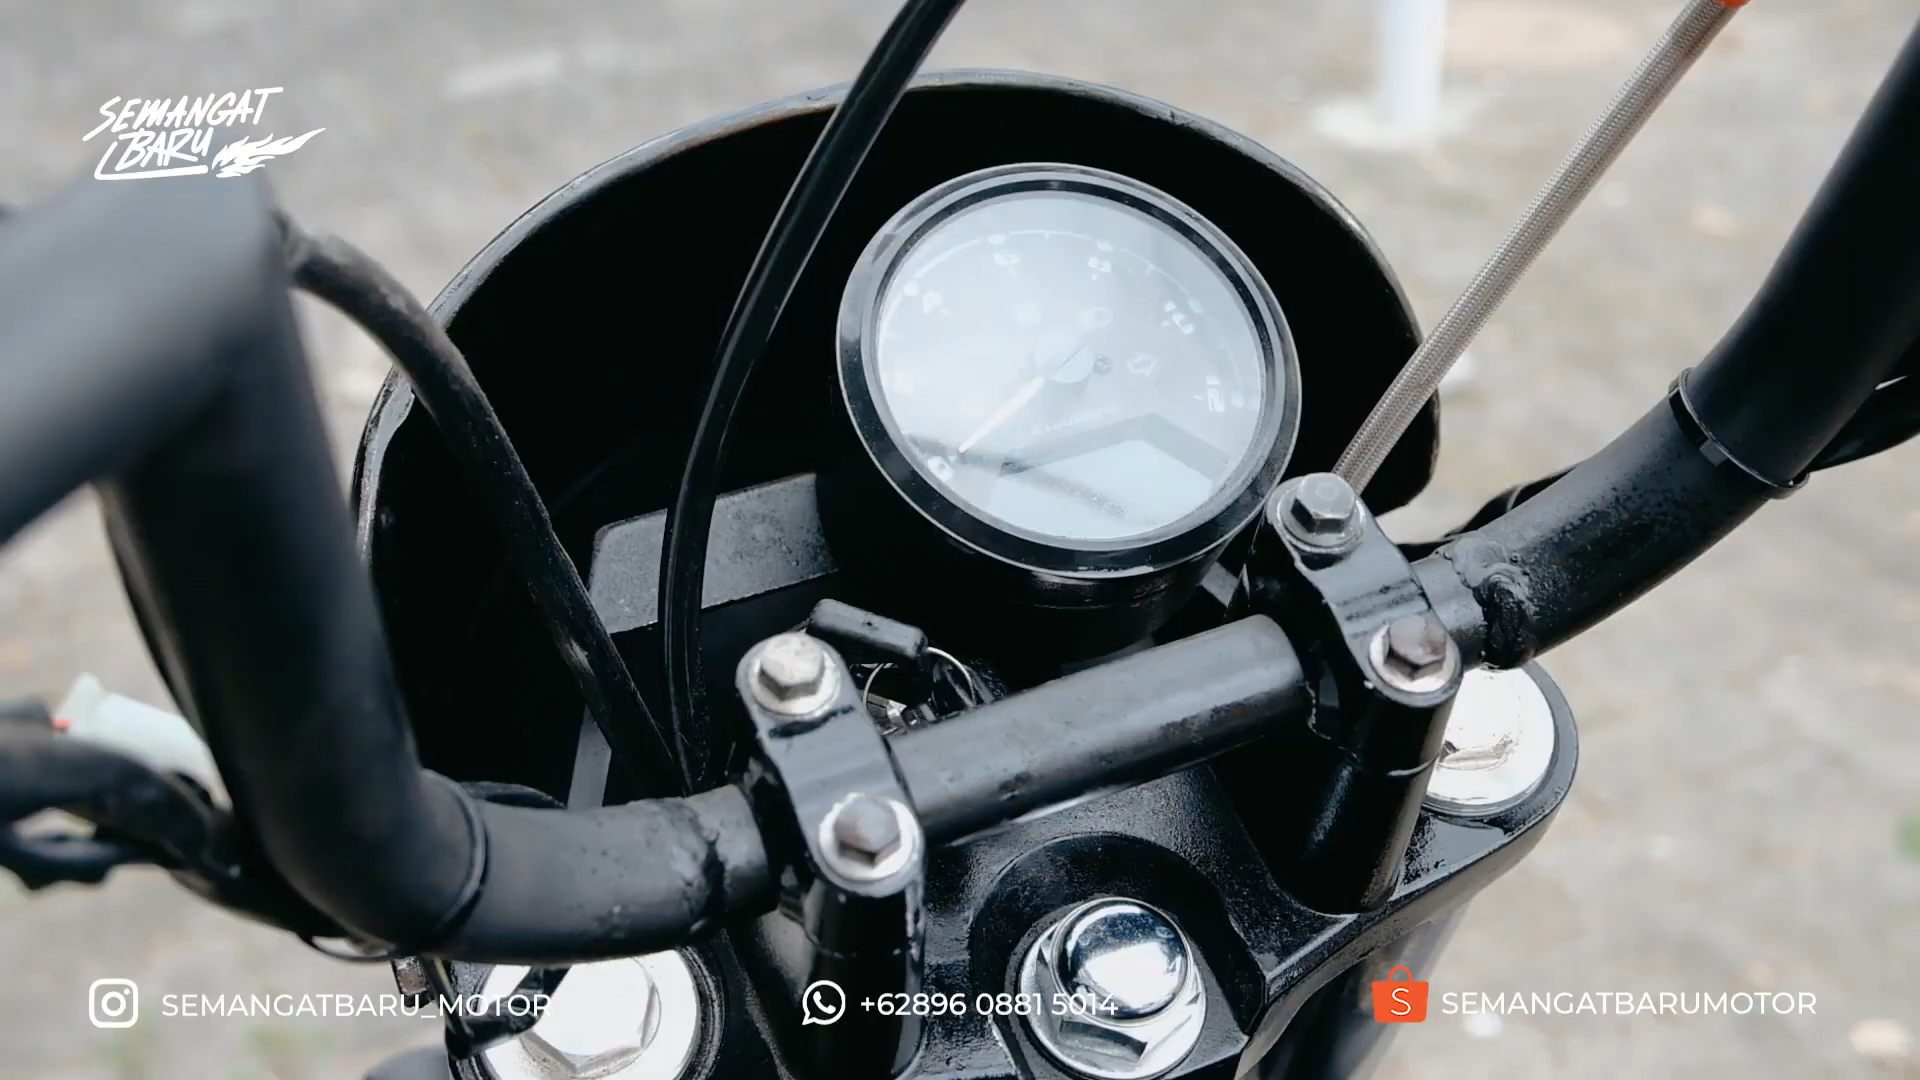 SEMANGAT
BARU
SEMANGATBARU_MOTOR
+62896 0881 5014
SEMANGATBARUMOTOR